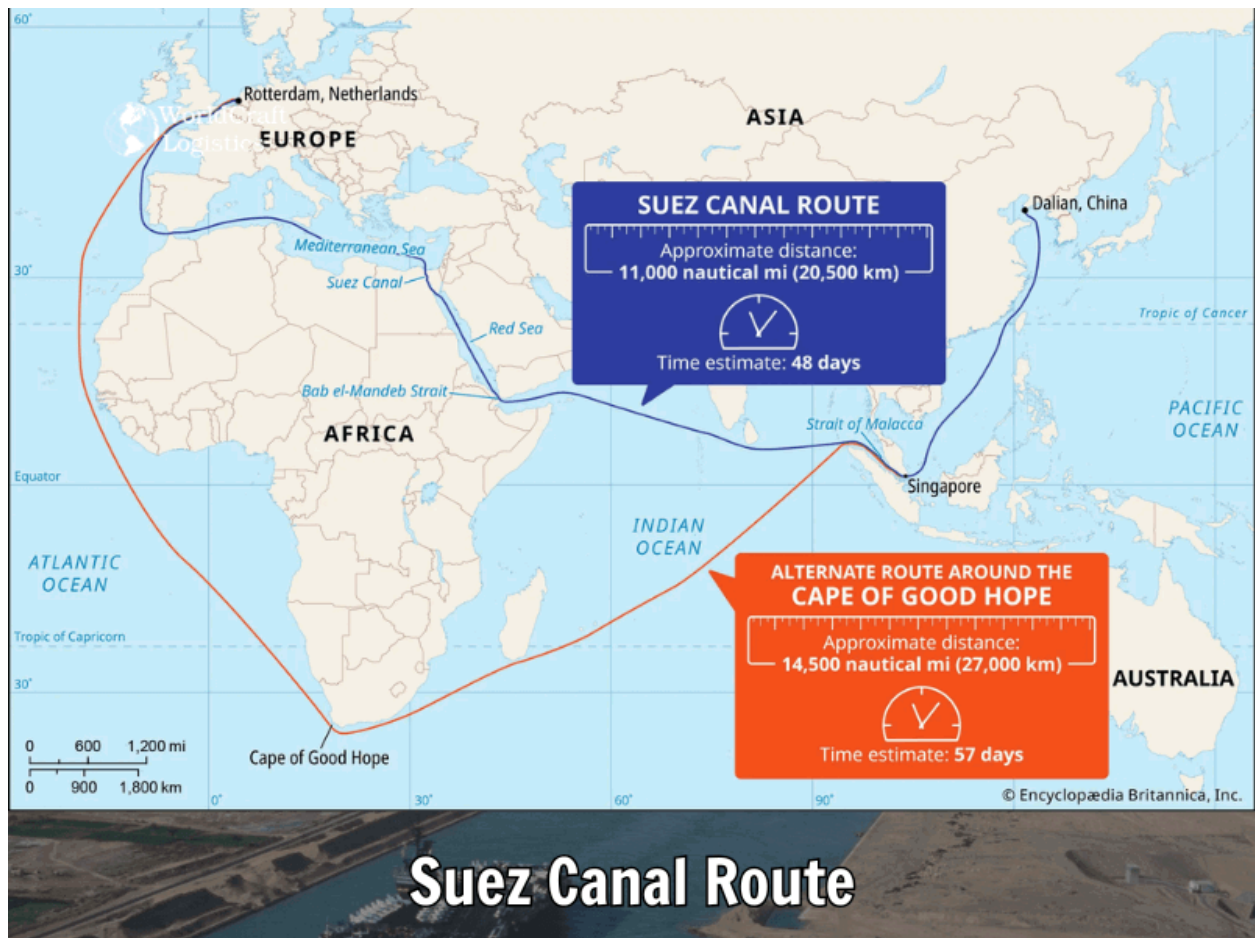 60°
Rotterdam, Netherlands
WorldCraft
Logistics
EUROPE
ASIA
SUEZ CANAL ROUTE
Approximate distance:
11,000 nautical mi (20,500 km)
Time estimate: 48 days
Dalian, China
Mediterranean Sea
30°
Suez Canal
Red Sea
Tropic of Cancer
Bab el-Mandeb Strait
AFRICA
Strait of Malacca
PACIFIC
OCEAN
Equator
Singapore
INDIAN
OCEAN
ATLANTIC
OCEAN
ALTERNATE ROUTE AROUND THE
CAPE OF GOOD HOPE
Approximate distance:
14,500 nautical mi (27,000 km)
Time estimate: 57 days
Tropic of Capricorn
AUSTRALIA
30°
Cape of Good Hope
0 600 1,200 mi
0 900 1,800 km
0° 30° 60° 90°
© Encyclopædia Britannica, Inc.
Suez Canal Route